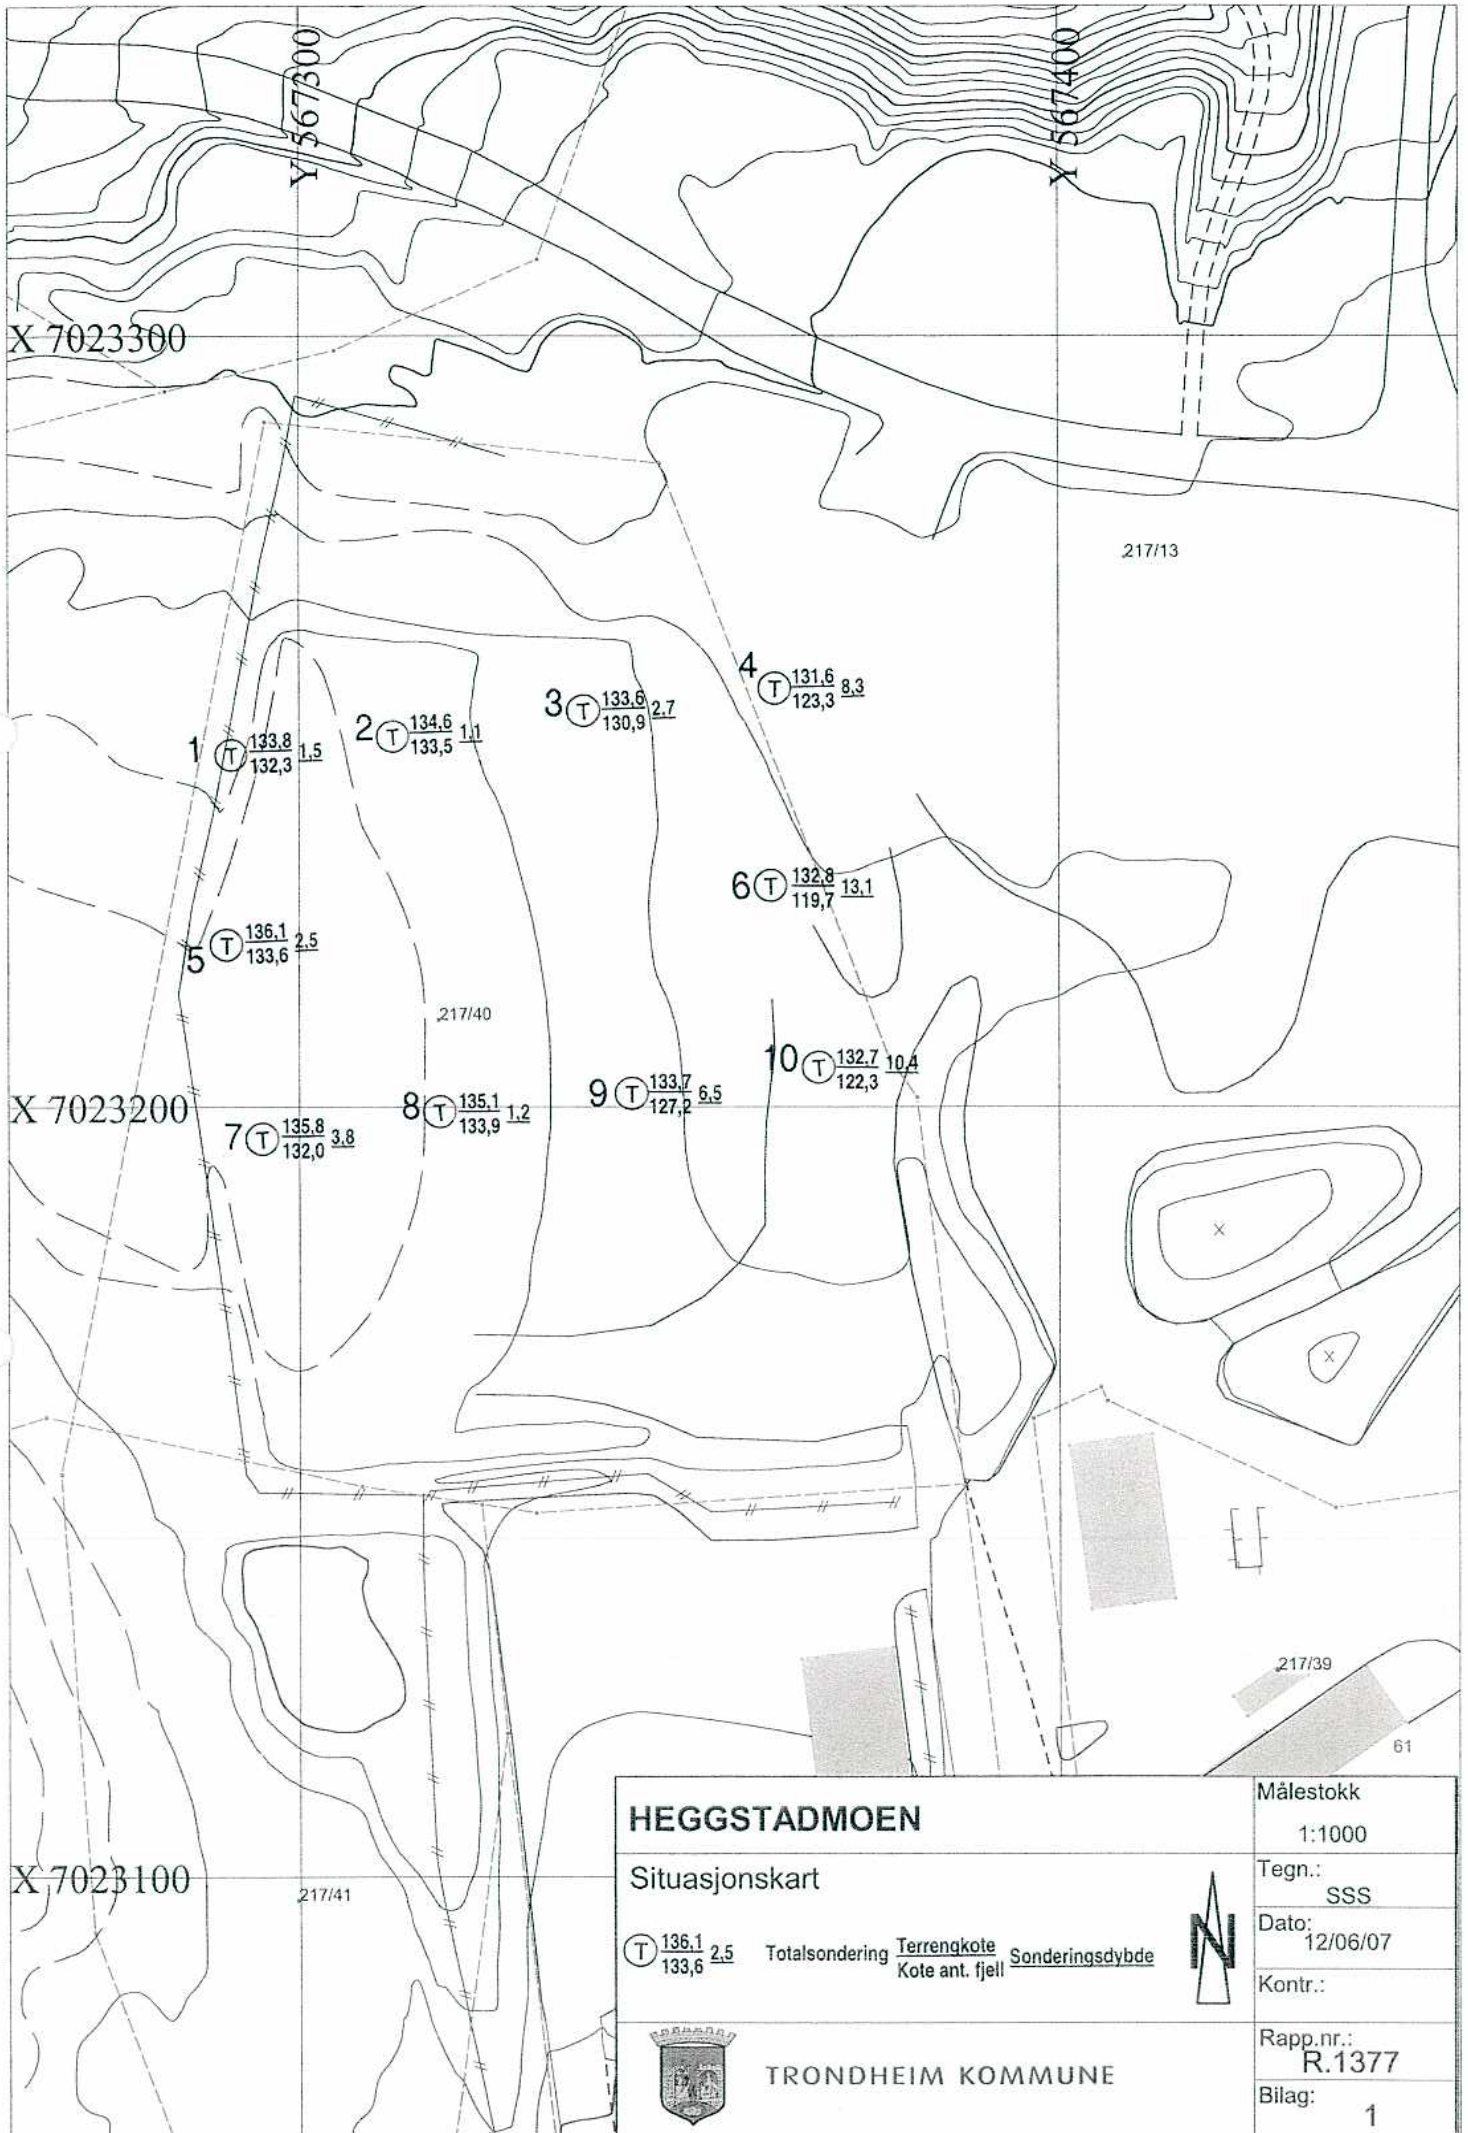 Y 567300
Y 567400
X 7023300
217/13
4 T 131,6 8,3
123,3
3 T 133,6 2,7
130,9
2 T 134,6 1,1
133,5
1 T 133,8 1,5
132,3
6 T 132,8 13,1
119,7
5 T 136,1 2,5
133,6
217/40
10 T 132,7 10,4
122,3
9 T 133,7 6,5
127,2
X 7023200
8 T 135,1 1,2
133,9
7 T 135,8 3,8
132,0
217/39
61
X 7023100
217/41
HEGGSTADMOEN
Målestokk
1:1000
Situasjonskart
Tegn.:
SSS
Dato:
12/06/07
T 136,1 2,5
133,6
Totalsondering Terrengkote Sonderingsdybde
Kote ant. fjell
N
Kontr.:
TRONDHEIM KOMMUNE
Rapp.nr.:
R.1377
Bilag:
1